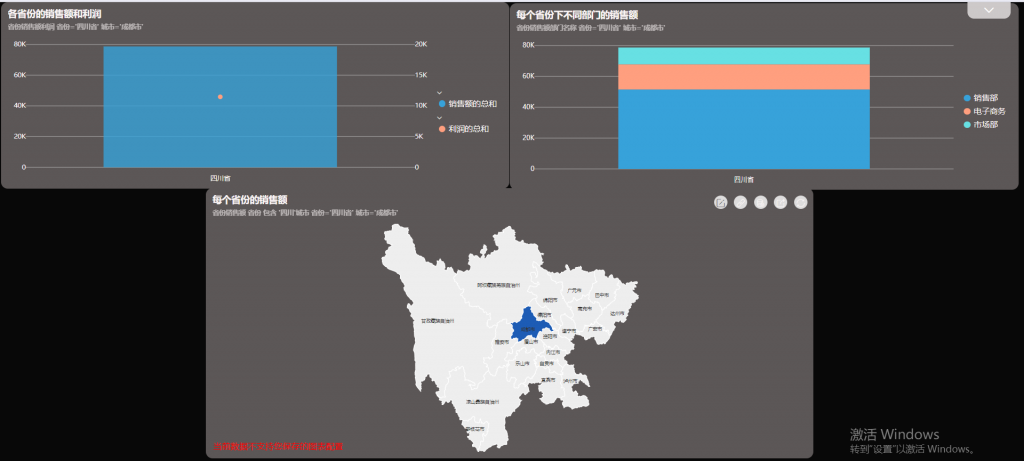 各省份的销售额和利润
省份销售额利润 省份="四川省" 城市="成都市"
80K
60K
40K
20K
0
20K
15K
10K
5K
0
销售额的总和
利润的总和
四川省
每个省份下不同部门的销售额
省份销售额部门名称 省份="四川省" 城市="成都市"
80K
60K
40K
20K
0
销售部
电子商务
市场部
四川省
每个省份的销售额
省份销售额 省份 包含 "四川"城市 省份="四川省" 城市="成都市"
阿坝藏族羌族自治州
甘孜藏族自治州
绵阳市
广元市
巴中市
南充市
达州市
德阳市
成都市
遂宁市
广安市
资阳市
雅安市
眉山市
内江市
乐山市
自贡市
宜宾市
泸州市
凉山彝族自治州
攀枝花市
激活 Windows
转到"设置"以激活 Windows。